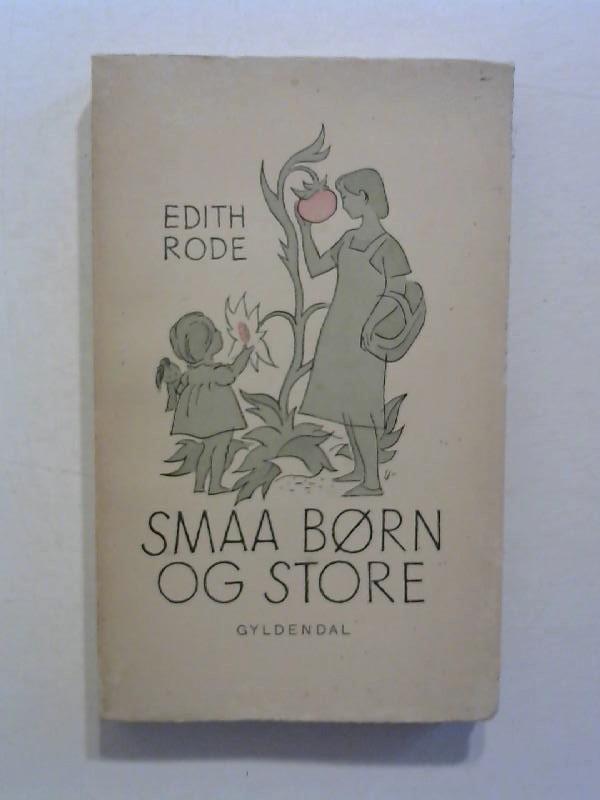 EDITH
RODE
SMAA BØRN
OG STORE
GYLDENDAL